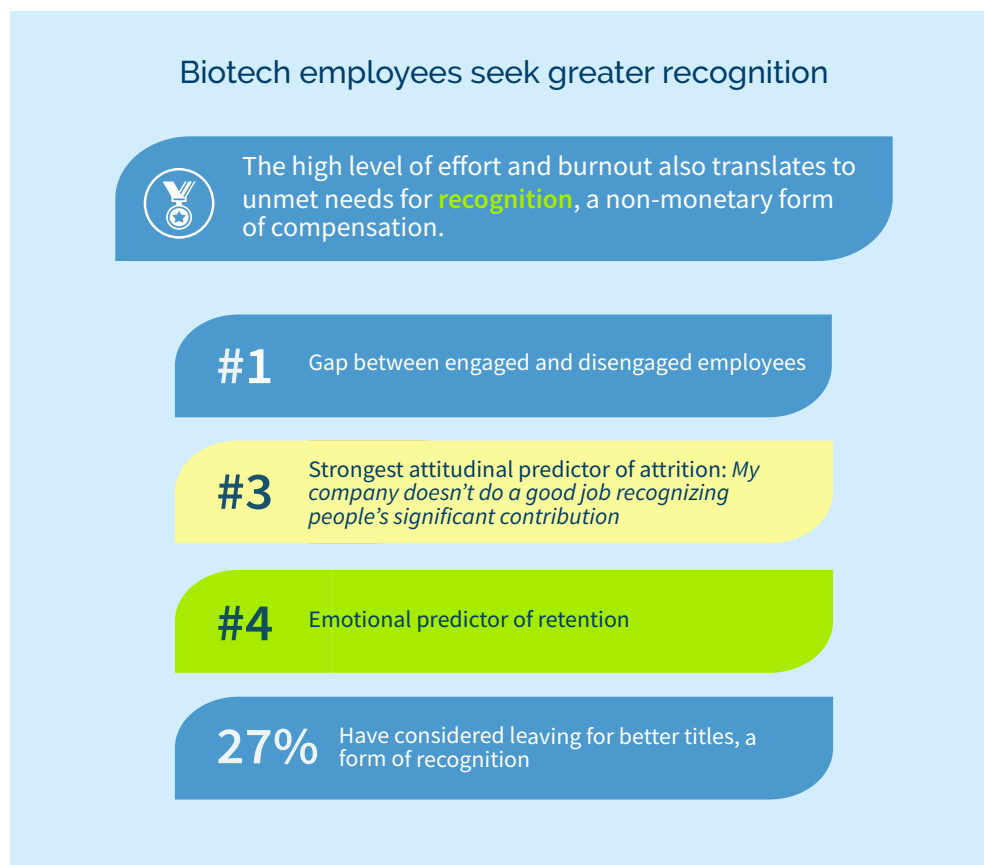 Biotech employees seek greater recognition
The high level of effort and burnout also translates to
unmet needs for recognition, a non-monetary form
of compensation.
#1
Gap between engaged and disengaged employees
#3
Strongest attitudinal predictor of attrition: My
company doesn’t do a good job recognizing
people’s significant contribution
#4
Emotional predictor of retention
27%
Have considered leaving for better titles, a
form of recognition